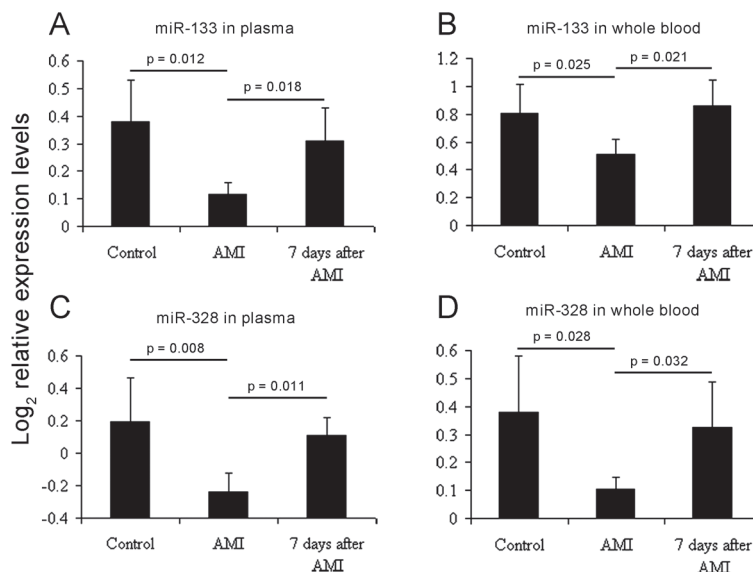 Log2 relative expression levels
A
miR-133 in plasma
p = 0.012
p = 0.018
0.6
0.5
0.4
0.3
0.2
0.1
0
Control
AMI
7 days after
AMI
B
miR-133 in whole blood
p = 0.025
p = 0.021
1.2
1
0.8
0.6
0.4
0.2
0
Control
AMI
7 days after
AMI
C
miR-328 in plasma
p = 0.008
p = 0.011
0.6
0.4
0.2
0
-0.2
-0.4
Control
AMI
7 days after
AMI
D
miR-328 in whole blood
p = 0.028
p = 0.032
0.6
0.5
0.4
0.3
0.2
0.1
0
Control
AMI
7 days after
AMI